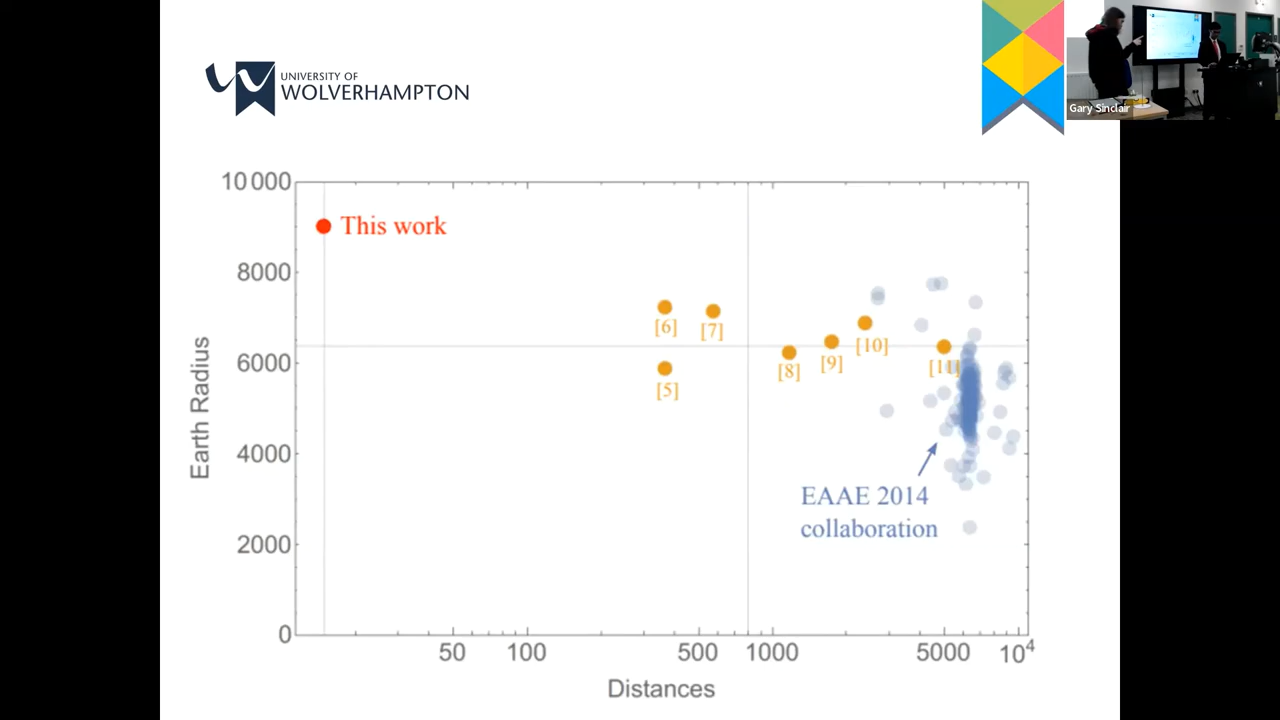 UNIVERSITY OF
WOLVERHAMPTON
Gary Sinclair
10 000
8000
6000
4000
2000
0
Earth Radius
This work
[6]
[7]
[5]
[8]
[9]
[10]
[11]
EAAE 2014
collaboration
50
100
500
1000
5000
10⁴
Distances